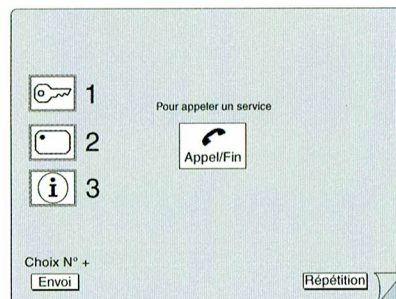 1
Pour appeler un service
2
Appel/Fin
i 3
Choix N° +
Envoi
Répétition